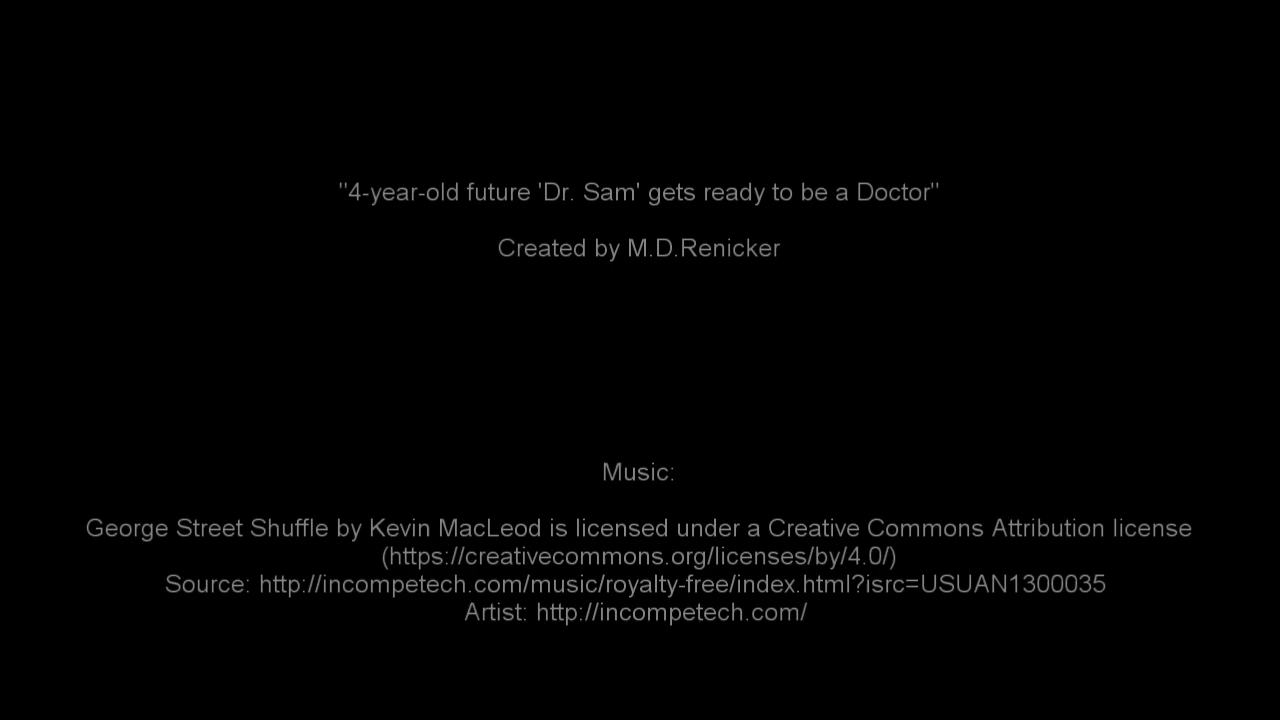 "4-year-old future 'Dr. Sam' gets ready to be a Doctor"
Created by M.D.Renicker
Music:
George Street Shuffle by Kevin MacLeod is licensed under a Creative Commons Attribution license
(https://creativecommons.org/licenses/by/4.0/)
Source: http://incompetech.com/music/royalty-free/index.html?isrc=USUAN1300035
Artist: http://incompetech.com/